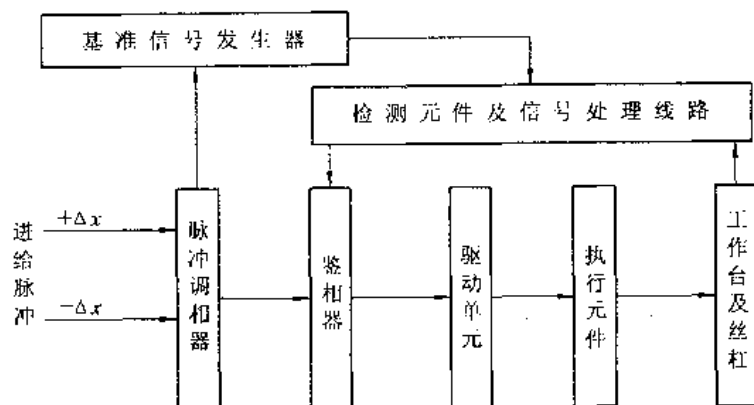 基准信号发生器
检测元件及信号处理线路
进给脉冲
+Δx
−Δx
脉冲调相器
鉴相器
驱动单元
执行元件
工作台及丝杠